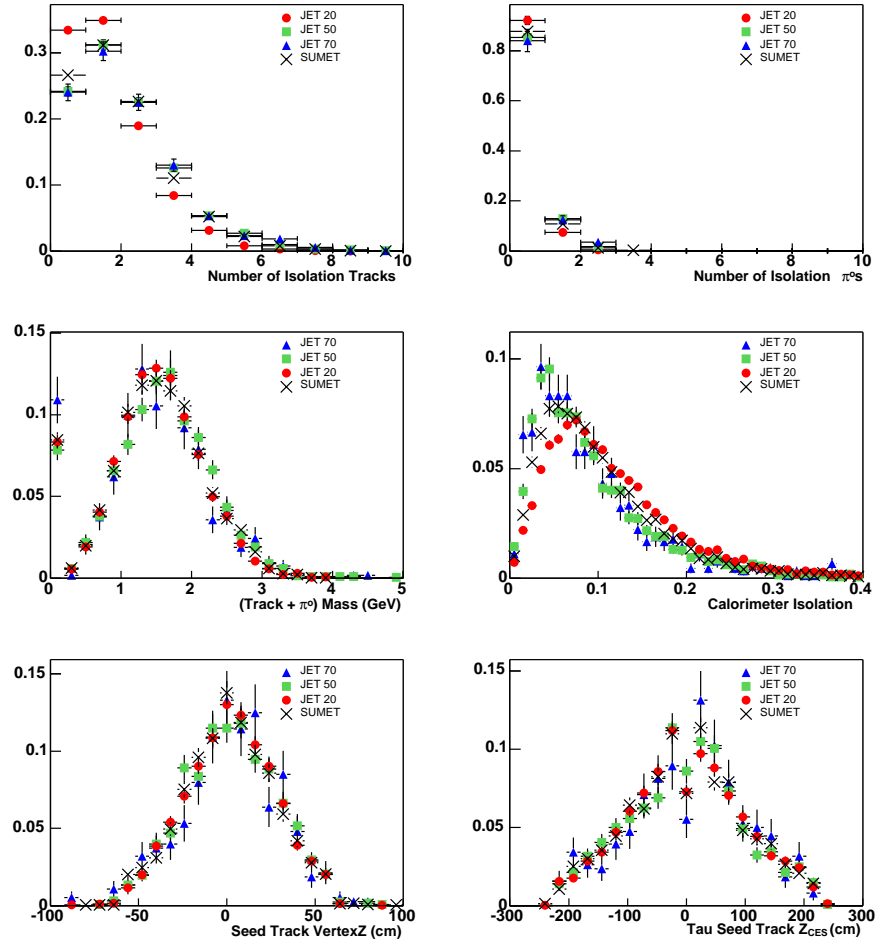 JET 20
JET 50
JET 70
SUMET
0.3
0.2
0.1
0
0 2 4 6 8 10
Number of Isolation Tracks
JET 20
JET 50
JET 70
SUMET
0.8
0.6
0.4
0.2
0
0 2 4 6 8 10
Number of Isolation π⁰s
0.15
JET 70
JET 50
JET 20
SUMET
0.1
0.05
0
0 1 2 3 4 5
(Track + π⁰) Mass (GeV)
JET 70
JET 50
JET 20
SUMET
0.1
0.05
0
0 0.1 0.2 0.3 0.4
Calorimeter Isolation
0.15
JET 70
JET 50
JET 20
SUMET
0.1
0.05
0
-100 -50 0 50 100
Seed Track VertexZ (cm)
0.15
JET 70
JET 50
JET 20
SUMET
0.1
0.05
0
-300 -200 -100 0 100 200 300
Tau Seed Track Z_CES (cm)